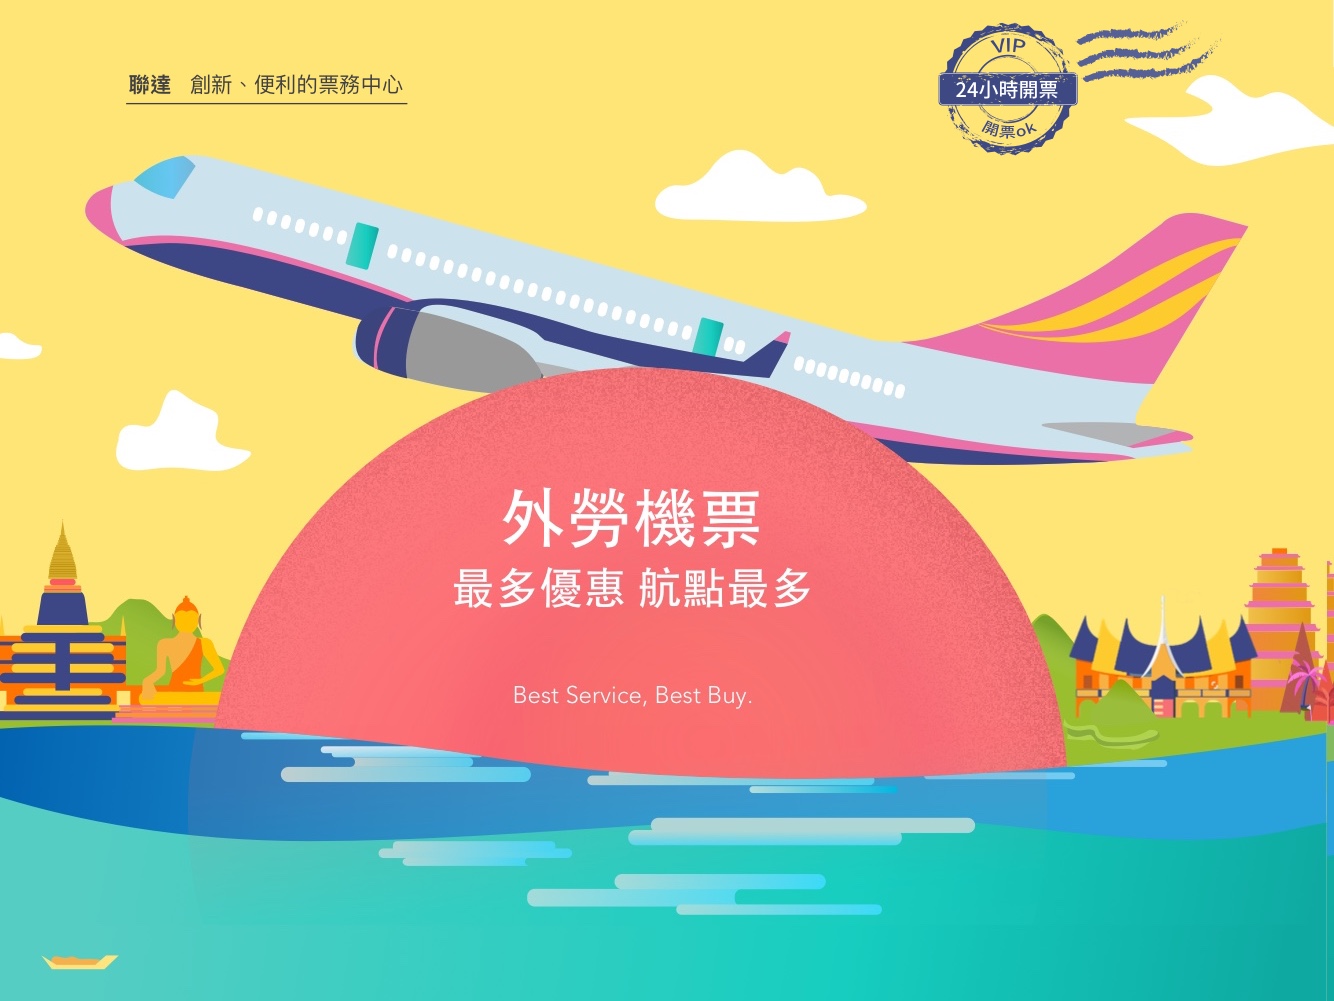 聯達 創新、便利的票務中心
VIP
24小時開票
開票ok
外勞機票
最多優惠 航點最多
Best Service, Best Buy.